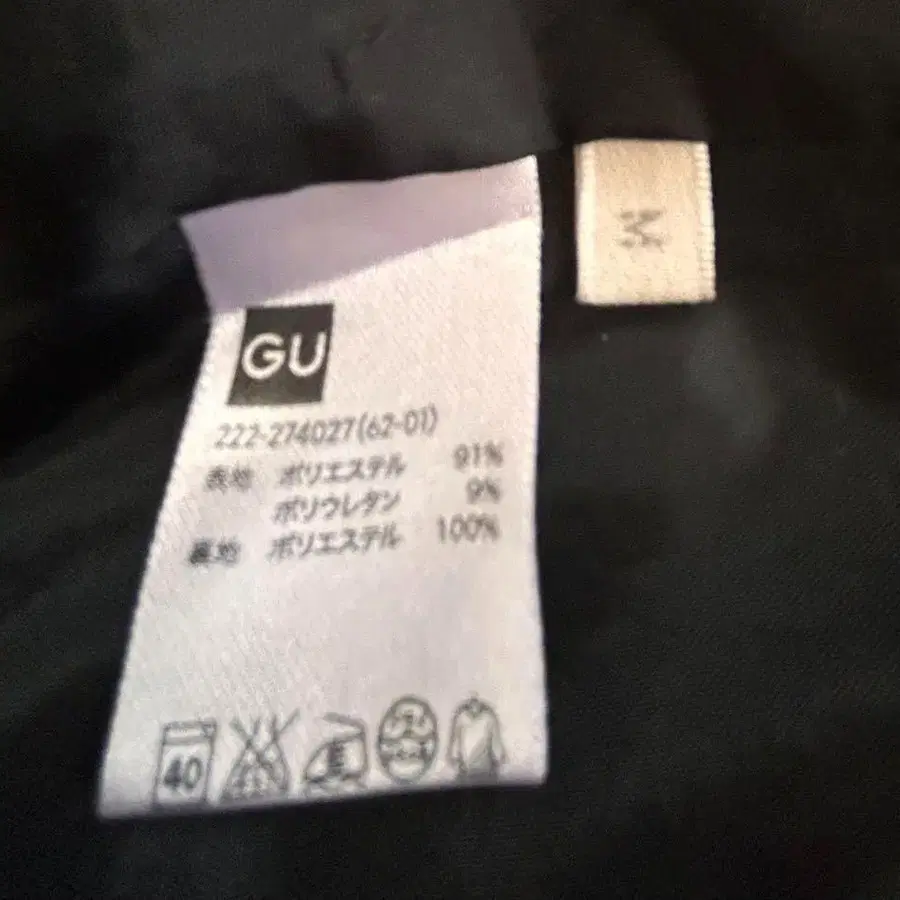 GU
222-274027(62-01)
表地 ポリエステル 91%
ポリウレタン 9%
裏地 ポリエステル 100%
40
M